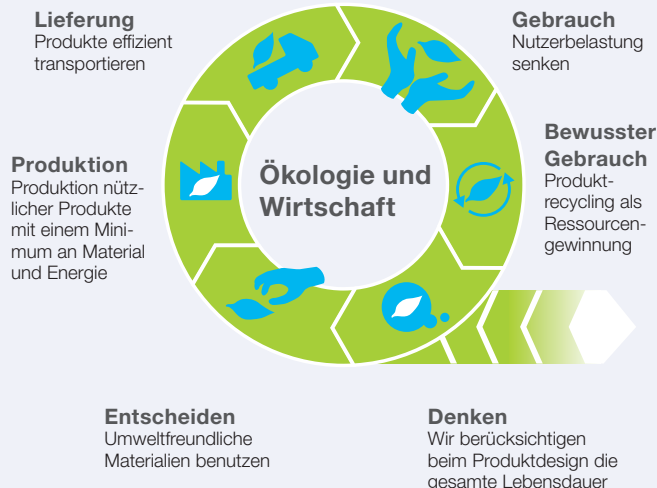 Lieferung
Produkte effizient
transportieren
Gebrauch
Nutzerbelastung
senken
Produktion
Produktion nütz-
licher Produkte
mit einem Mini-
mum an Material
und Energie
Ökologie und
Wirtschaft
Bewusster
Gebrauch
Produkt-
recycling als
Ressourcen-
gewinnung
Entscheiden
Umweltfreundliche
Materialien benutzen
Denken
Wir berücksichtigen
beim Produktdesign die
gesamte Lebensdauer